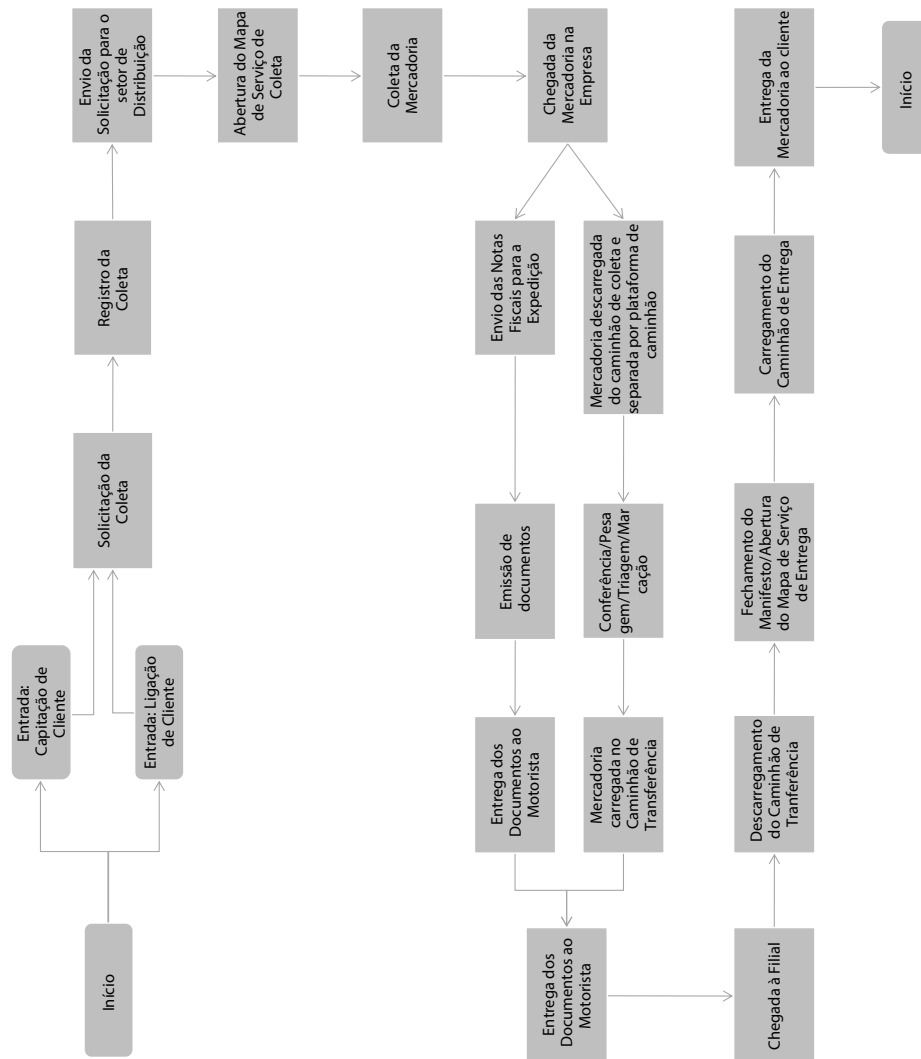 Início
Entrada:
Capitação de
Cliente
Entrada: Ligação
de Cliente
Solicitação da
Coleta
Registro da
Coleta
Envio da
Solicitação para o
setor de
Distribuição
Abertura do Mapa
de Serviço de
Coleta
Coleta da
Mercadoria
Chegada da
Mercadoria na
Empresa
Envio das Notas
Fiscais para a
Expedição
Mercadoria descarregada
do caminhão de coleta e
separada por plataforma de
caminhão
Emissão de
documentos
Conferência/Pesa
gem/Triagem/Mar
cação
Entrega dos
Documentos ao
Motorista
Mercadoria
carregada no
Caminhão de
Transferência
Entrega dos
Documentos ao
Motorista
Chegada à Filial
Descarregamento
do Caminhão de
Tranferência
Fechamento do
Manifesto/Abertura
do Mapa de Serviço
de Entrega
Carregamento do
Caminhão de Entrega
Entrega da
Mercadoria ao cliente
Início